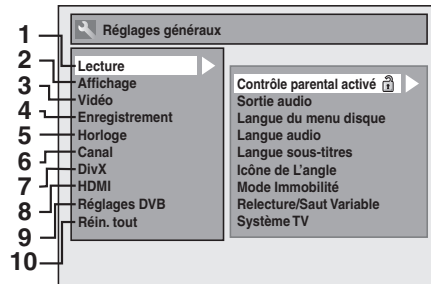 Réglages généraux
1 Lecture
2 Affichage
3 Vidéo
4 Enregistrement
5 Horloge
6 Canal
7 DivX
8 HDMI
9 Réglages DVB
10 Réin. tout
Contrôle parental activé
Sortie audio
Langue du menu disque
Langue audio
Langue sous-titres
Icône de L'angle
Mode Immobilité
Relecture/Saut Variable
Système TV